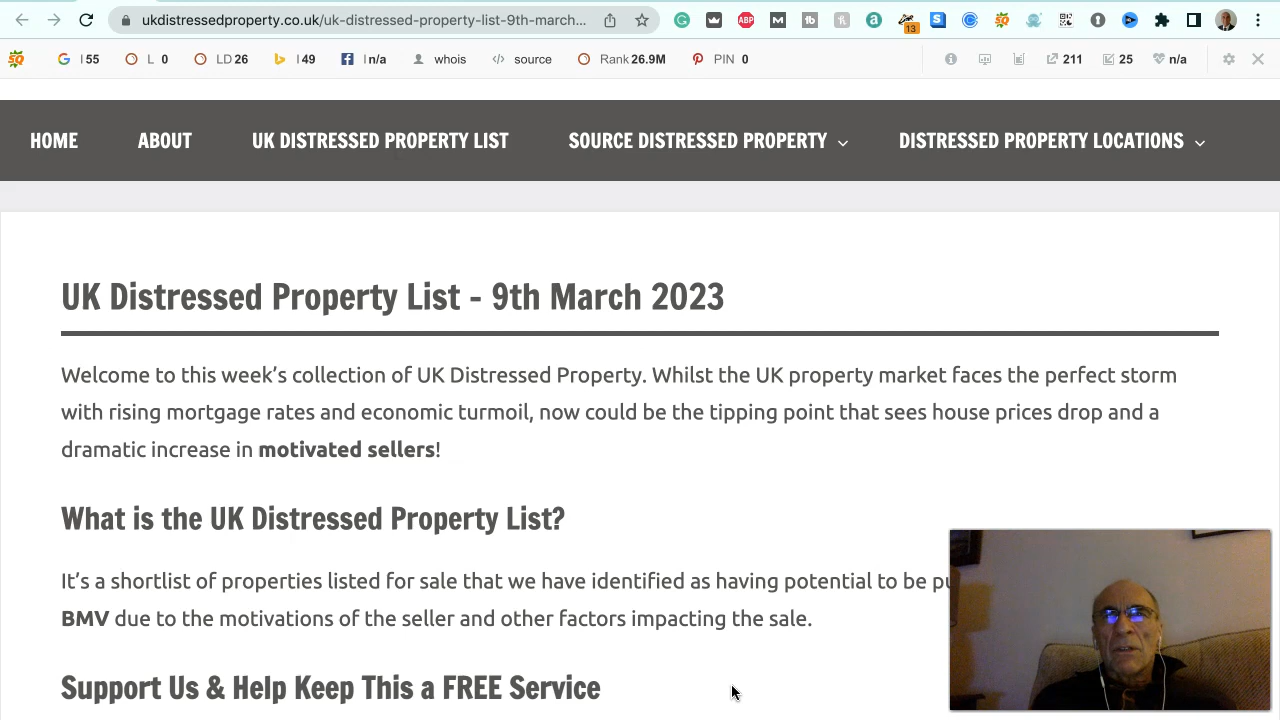 ukdistressedproperty.co.uk/uk-distressed-property-list-9th-march...
ABP
13
I 55
L 0
LD 26
I 49
I n/a
whois
source
Rank 26.9M
PIN 0
211
25
n/a
HOME
ABOUT
UK DISTRESSED PROPERTY LIST
SOURCE DISTRESSED PROPERTY
DISTRESSED PROPERTY LOCATIONS
UK Distressed Property List – 9th March 2023
Welcome to this week’s collection of UK Distressed Property. Whilst the UK property market faces the perfect storm
with rising mortgage rates and economic turmoil, now could be the tipping point that sees house prices drop and a
dramatic increase in motivated sellers!
What is the UK Distressed Property List?
It’s a shortlist of properties listed for sale that we have identified as having potential to be
BMV due to the motivations of the seller and other factors impacting the sale.
Support Us & Help Keep This a FREE Service